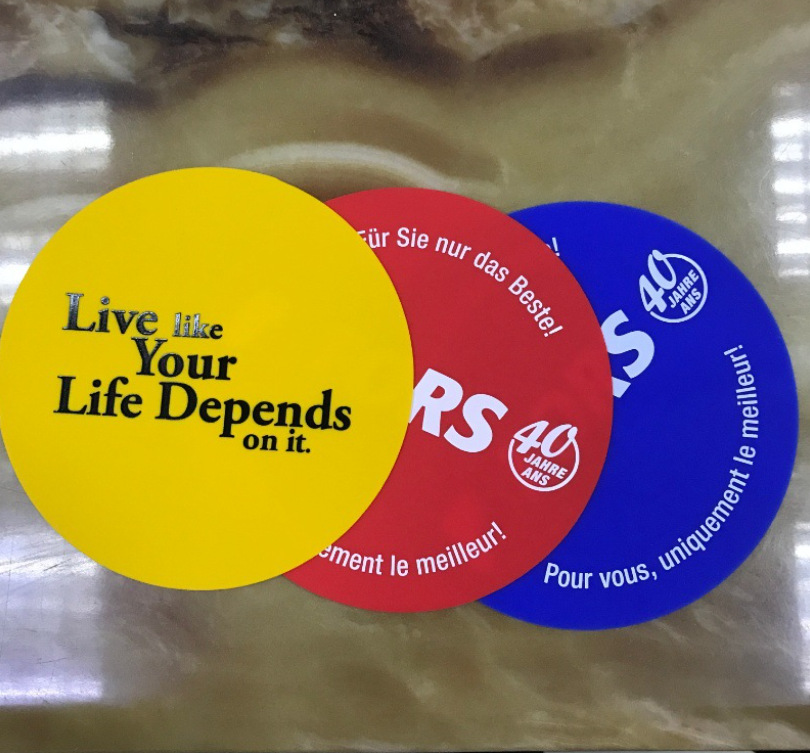 Live like
Your
Life Depends
on it.
Für Sie nur das Beste!
RS
40
JAHRE
ANS
ement le meilleur!
!
RS
40
JAHRE
ANS
Pour vous, uniquement le meilleur!